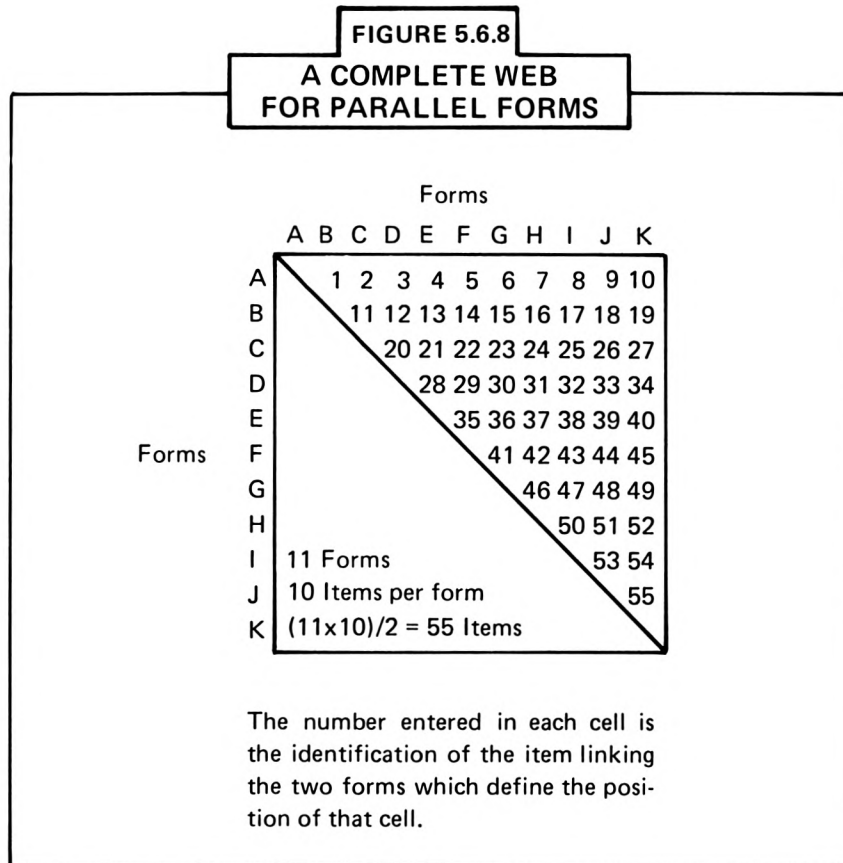 FIGURE 5.6.8
A COMPLETE WEB
FOR PARALLEL FORMS
Forms
A B C D E F G H I J K
A 1 2 3 4 5 6 7 8 9 10
B 11 12 13 14 15 16 17 18 19
C 20 21 22 23 24 25 26 27
D 28 29 30 31 32 33 34
E 35 36 37 38 39 40
Forms F 41 42 43 44 45
G 46 47 48 49
H 50 51 52
I 11 Forms 53 54
J 10 Items per form 55
K (11x10)/2 = 55 Items
The number entered in each cell is
the identification of the item linking
the two forms which define the posi-
tion of that cell.